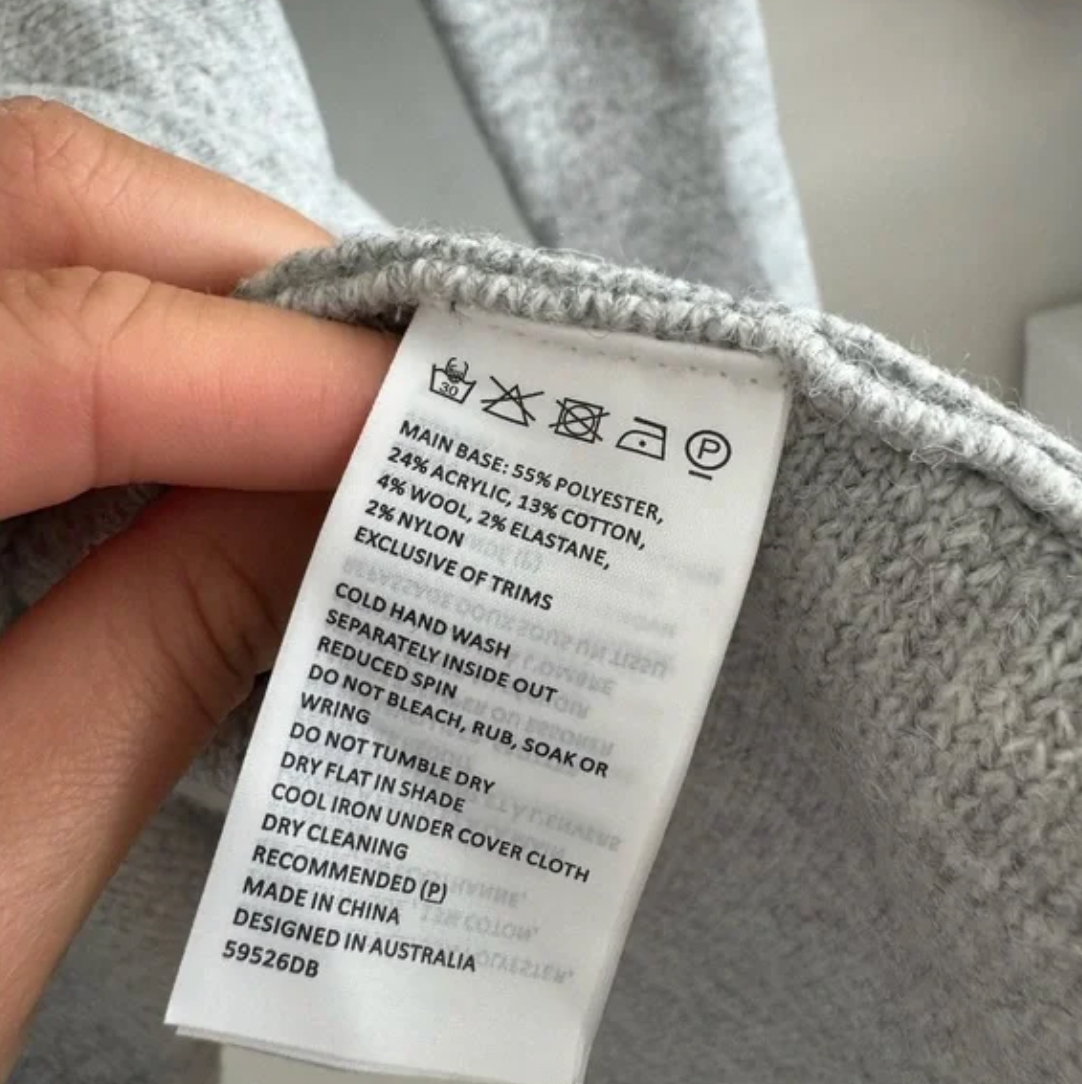 30
P
MAIN BASE: 55% POLYESTER,
24% ACRYLIC, 13% COTTON,
4% WOOL, 2% ELASTANE,
2% NYLON
EXCLUSIVE OF TRIMS
COLD HAND WASH
SEPARATELY INSIDE OUT
REDUCED SPIN
DO NOT BLEACH, RUB, SOAK OR
WRING
DO NOT TUMBLE DRY
DRY FLAT IN SHADE
COOL IRON UNDER COVER CLOTH
DRY CLEANING
RECOMMENDED (P)
MADE IN CHINA
DESIGNED IN AUSTRALIA
59526DB